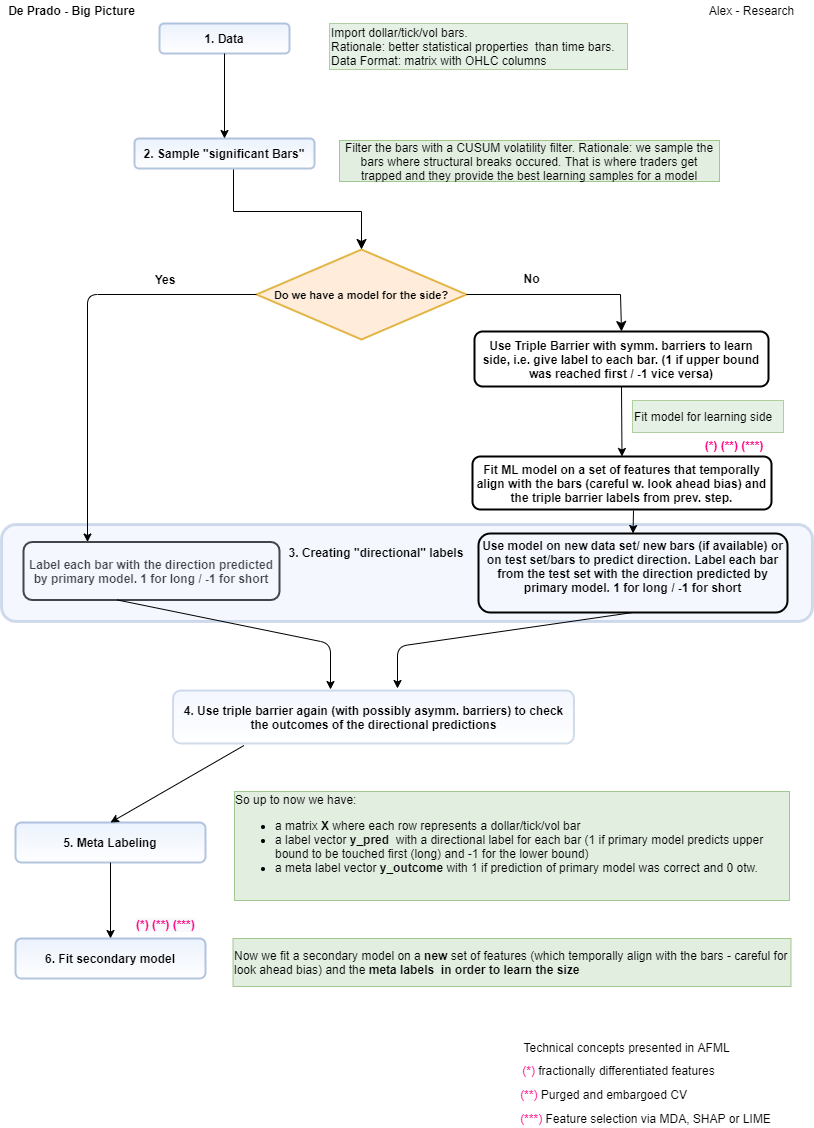 De Prado - Big Picture
Alex - Research
1. Data
Import dollar/tick/vol bars.
Rationale: better statistical properties than time bars.
Data Format: matrix with OHLC columns
2. Sample "significant Bars"
Filter the bars with a CUSUM volatility filter. Rationale: we sample the
bars where structural breaks occured. That is where traders get
trapped and they provide the best learning samples for a model
Do we have a model for the side?
Yes
No
Use Triple Barrier with symm. barriers to learn
side, i.e. give label to each bar. (1 if upper bound
was reached first / -1 vice versa)
Fit model for learning side
(*) (**) (***)
Fit ML model on a set of features that temporally
align with the bars (careful w. look ahead bias) and
the triple barrier labels from prev. step.
3. Creating "directional" labels
Label each bar with the direction predicted
by primary model. 1 for long / -1 for short
Use model on new data set/ new bars (if available) or
on test set/bars to predict direction. Label each bar
from the test set with the direction predicted by
primary model. 1 for long / -1 for short
4. Use triple barrier again (with possibly asymm. barriers) to check
the outcomes of the directional predictions
5. Meta Labeling
So up to now we have:
• a matrix X where each row represents a dollar/tick/vol bar
• a label vector y_pred with a directional label for each bar (1 if primary model predicts upper
bound to be touched first (long) and -1 for the lower bound)
• a meta label vector y_outcome with 1 if prediction of primary model was correct and 0 otw.
(*) (**) (***)
6. Fit secondary model
Now we fit a secondary model on a new set of features (which temporally align with the bars - careful for
look ahead bias) and the meta labels in order to learn the size
Technical concepts presented in AFML
(*) fractionally differentiated features
(**) Purged and embargoed CV
(***) Feature selection via MDA, SHAP or LIME